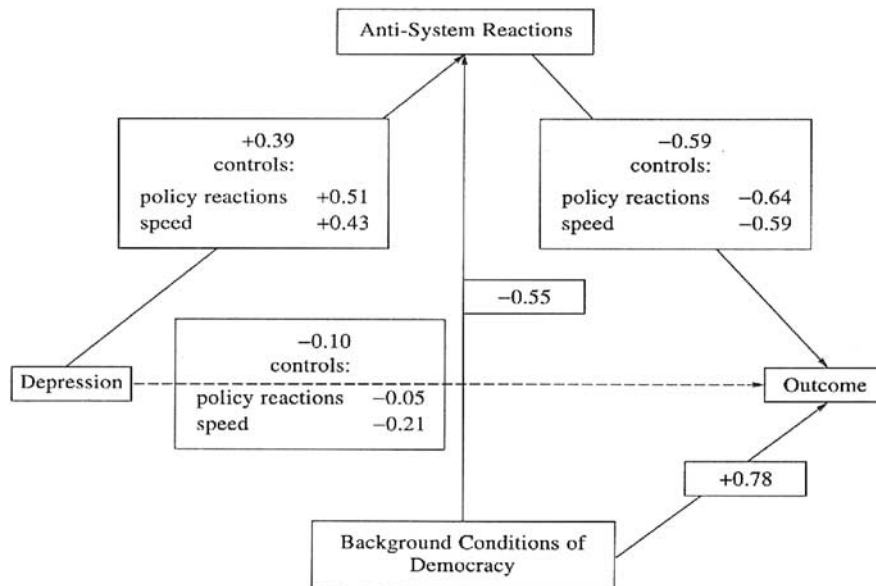 Anti-System Reactions
+0.39
controls:
policy reactions +0.51
speed +0.43
−0.59
controls:
policy reactions −0.64
speed −0.59
−0.55
−0.10
controls:
policy reactions −0.05
speed −0.21
Depression
Outcome
+0.78
Background Conditions of
Democracy